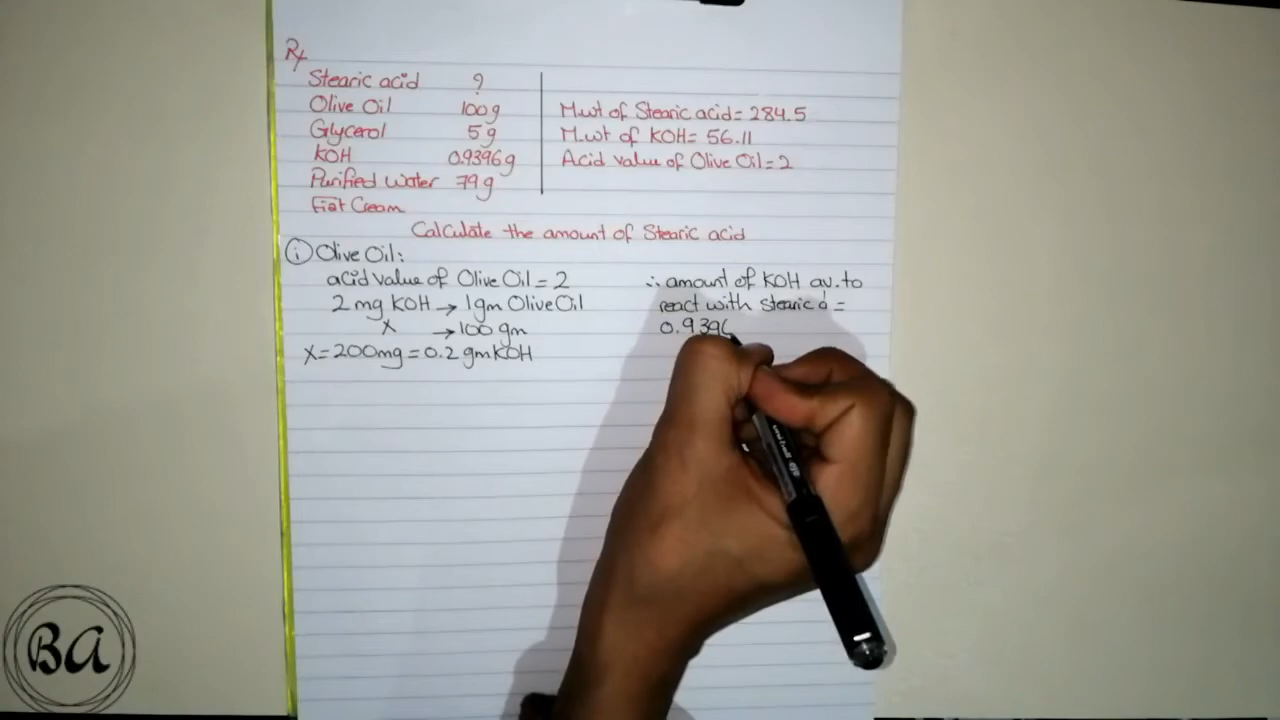 Rx
Stearic acid ?
Olive Oil 100g
Glycerol 5g
KOH 0.9396g
Purified Water 79g
Fiat Cream
M.wt of Stearic acid = 284.5
M.wt of KOH = 56.11
Acid value of Olive Oil = 2
Calculate the amount of Stearic acid
i Olive Oil:
acid value of Olive Oil = 2
2 mg KOH → 1gm Olive Oil
X → 100 gm
X = 200mg = 0.2 gm KOH
∴ amount of KOH av. to
react with stearic a =
0.939
BA